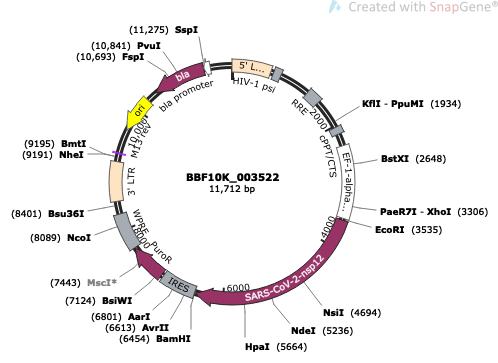 Created with SnapGene®
(11,275) SspI
(10,841) PvuI
(10,693) FspI
bla
bla promoter
5' L...
HIV-1 psi
RRE
2000
KflI - PpuMI (1934)
cPPT/CTS
BstXI (2648)
EF-1-alpha...
PaeR7I - XhoI (3306)
EcoRI (3535)
4000
SARS-CoV-2-nsp12
NsiI (4694)
NdeI (5236)
HpaI (5664)
6000
IRES
BamHI (6454)
AvrII (6613)
AarI (6801)
BsiWI (7124)
MscI* (7443)
PuroR
8000
WPRE
NcoI (8089)
Bsu36I (8401)
3' LTR
(9191) NheI
(9195) BmtI
M13 rev
10,000
ori
BBF10K_003522
11,712 bp